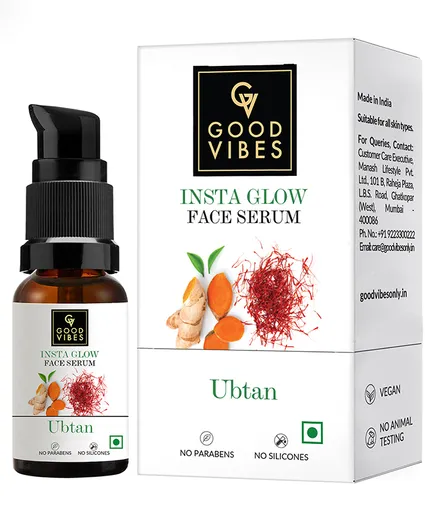 GV
GOOD
VIBES
INSTA GLOW
FACE SERUM
Ubtan
NO PARABENS
NO SILICONES
GV
GOOD
VIBES
INSTA GLOW
FACE SERUM
Ubtan
NO PARABENS
NO SILICONES
Made in India
Suitable for all skin types.
For Queries, Contact:
Customer Care Executive,
Manash Lifestyle Pvt.
Ltd., 101 B, Raheja Plaza,
L.B.S. Road, Ghatkopar
(West), Mumbai -
400086
Ph. No.: +91 9223300222
Email: care@goodvibesonly.in
goodvibesonly.in
VEGAN
NO ANIMAL
TESTING